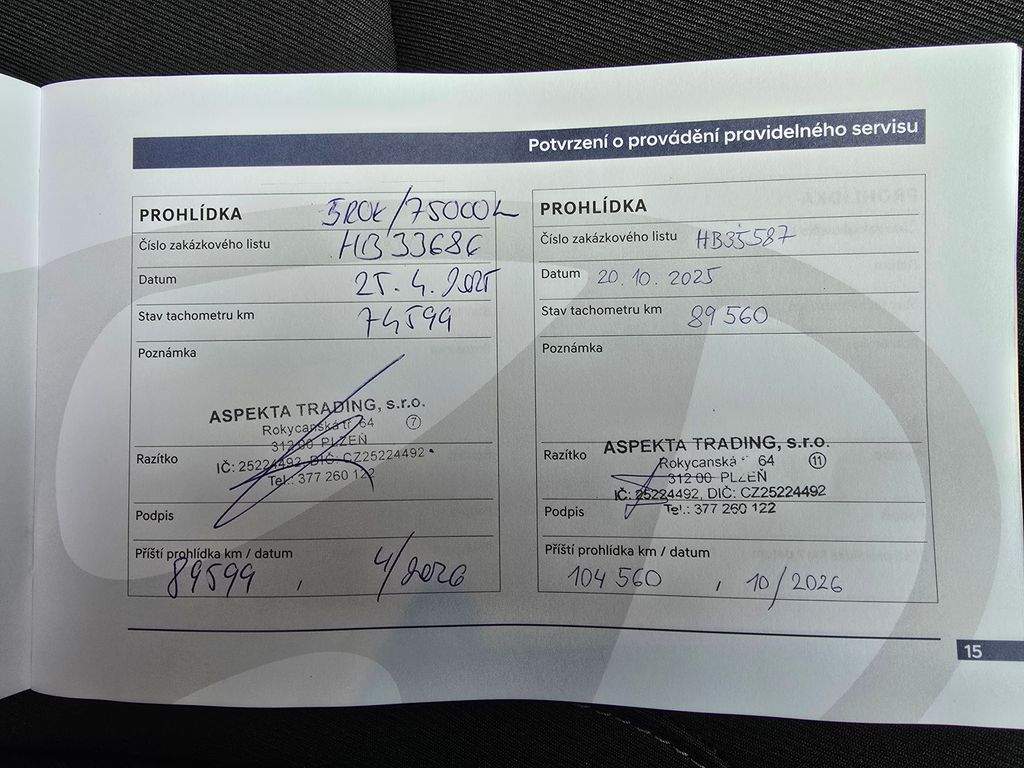 Potvrzení o provádění pravidelného servisu
PROHLÍDKA 5ROK/75000k
Číslo zakázkového listu HB33686
Datum 25.4.2025
Stav tachometru km 74599
Poznámka
ASPEKTA TRADING, s.r.o.
Rokycanská tř. 64 7
312 00 PLZEŇ
Razítko
IČ: 25224492, DIČ: CZ25224492
Tel.: 377 260 122
Podpis
Příští prohlídka km / datum
89599 , 4/2026
PROHLÍDKA
Číslo zakázkového listu HB35587
Datum 20.10.2025
Stav tachometru km 89560
Poznámka
ASPEKTA TRADING, s.r.o.
Razítko
Rokycanská 64 11
312 00 PLZEŇ
IČ: 25224492, DIČ: CZ25224492
Tel.: 377 260 122
Podpis
Příští prohlídka km / datum
104 560 , 10/2026
15